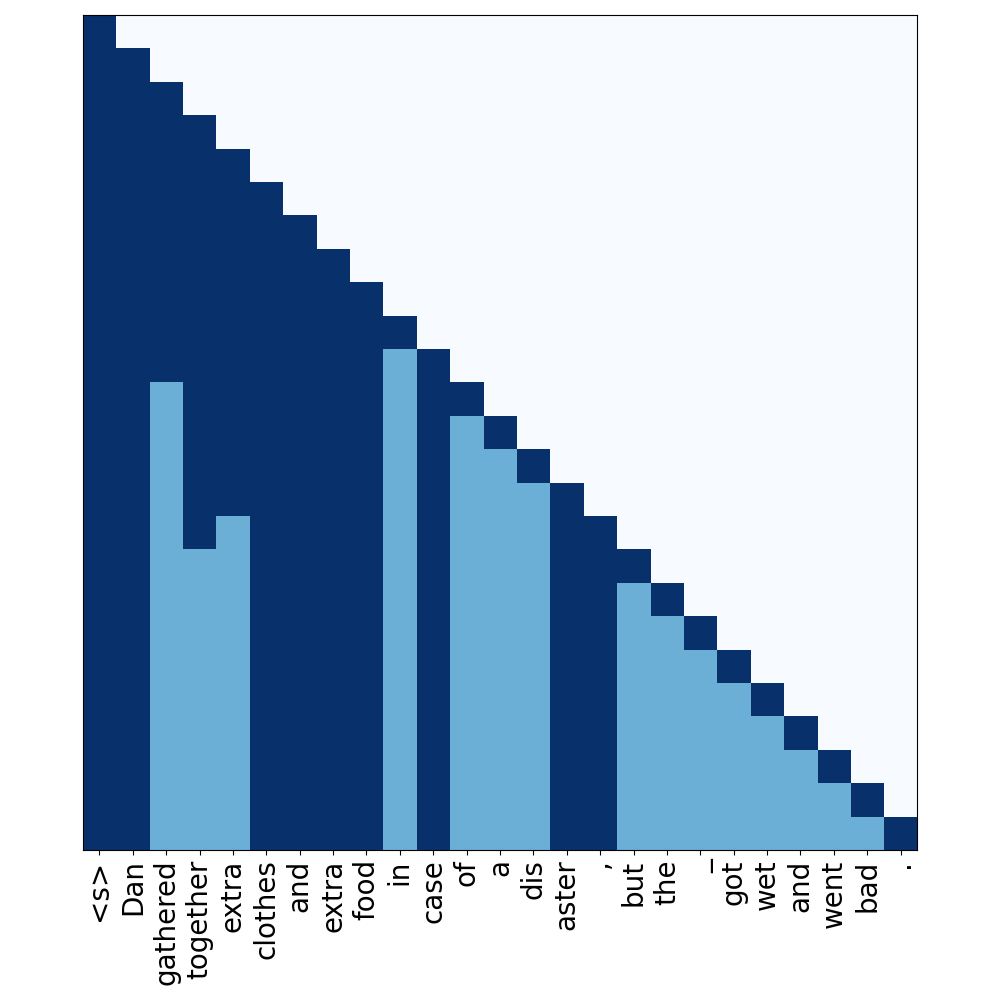 <s>
Dan
gathered
together
extra
clothes
and
extra
food
in
case
of
a
dis
aster
,
but
the
_
got
wet
and
went
bad
.